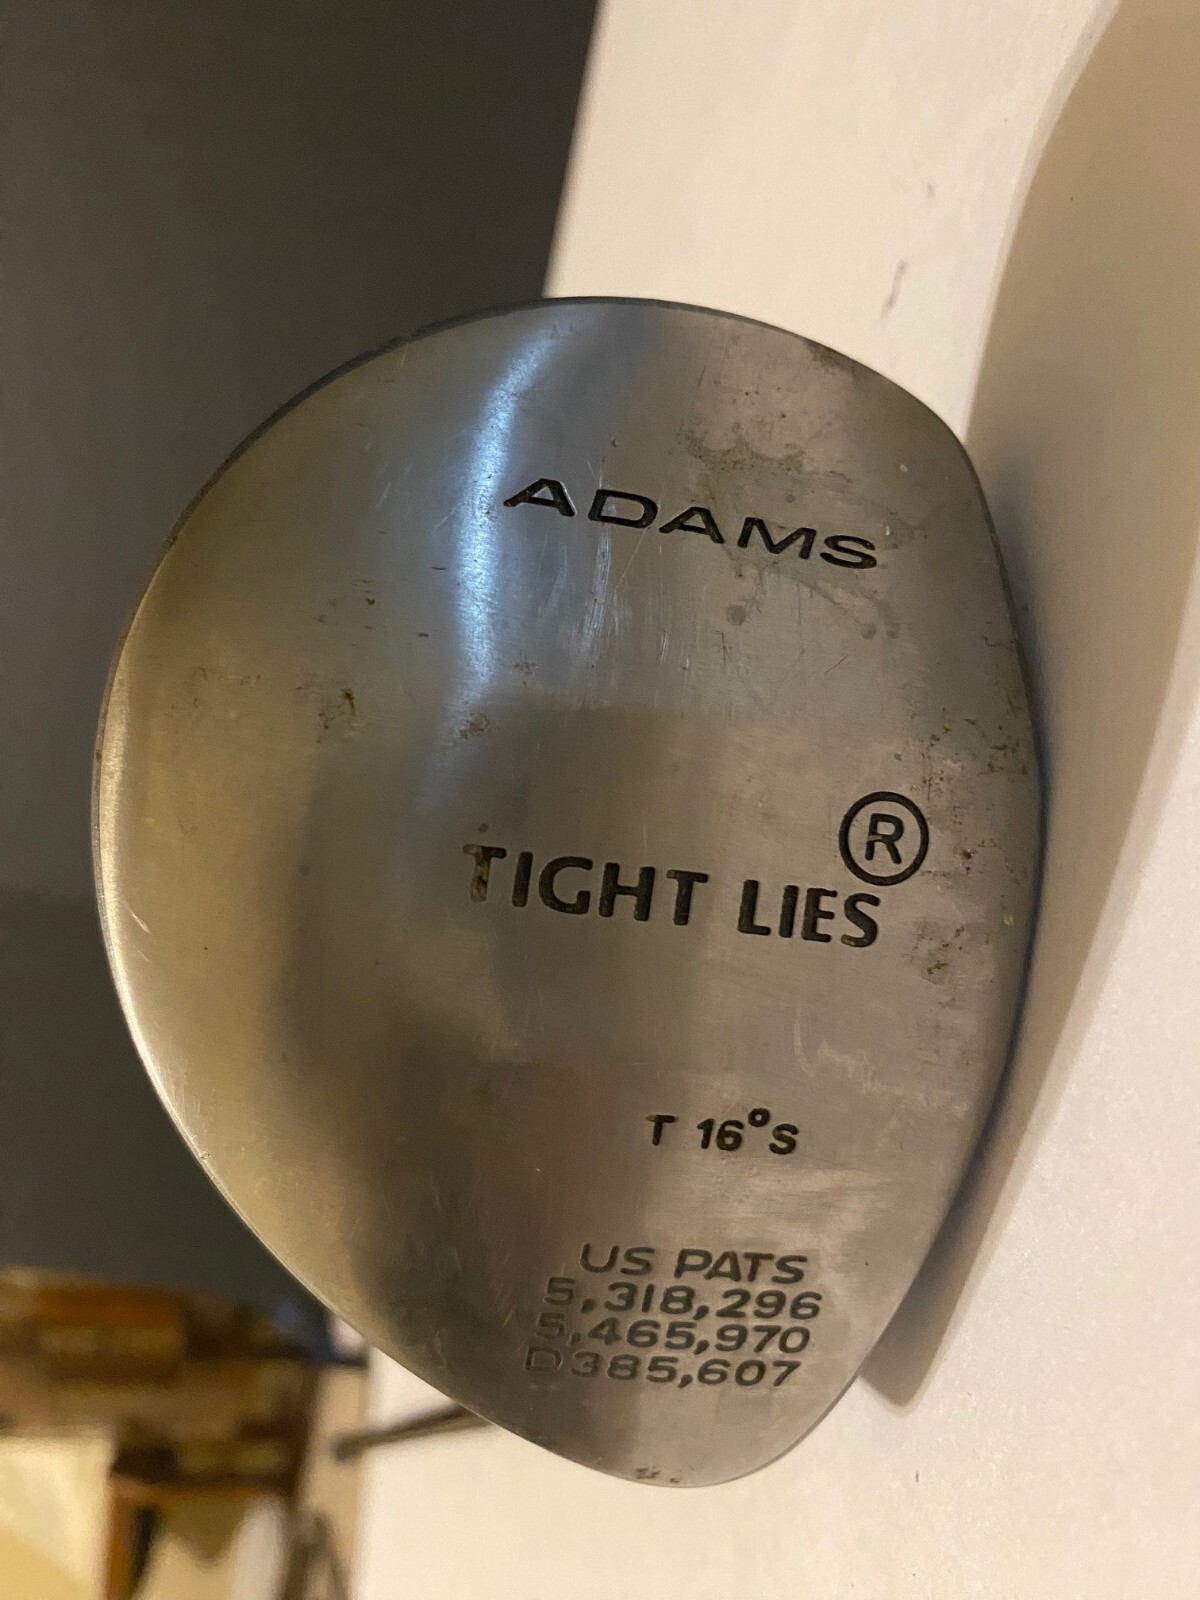 ADAMS
®
TIGHT LIES
T 16°S
US PATS
5,318,296
5,465,970
D385,607